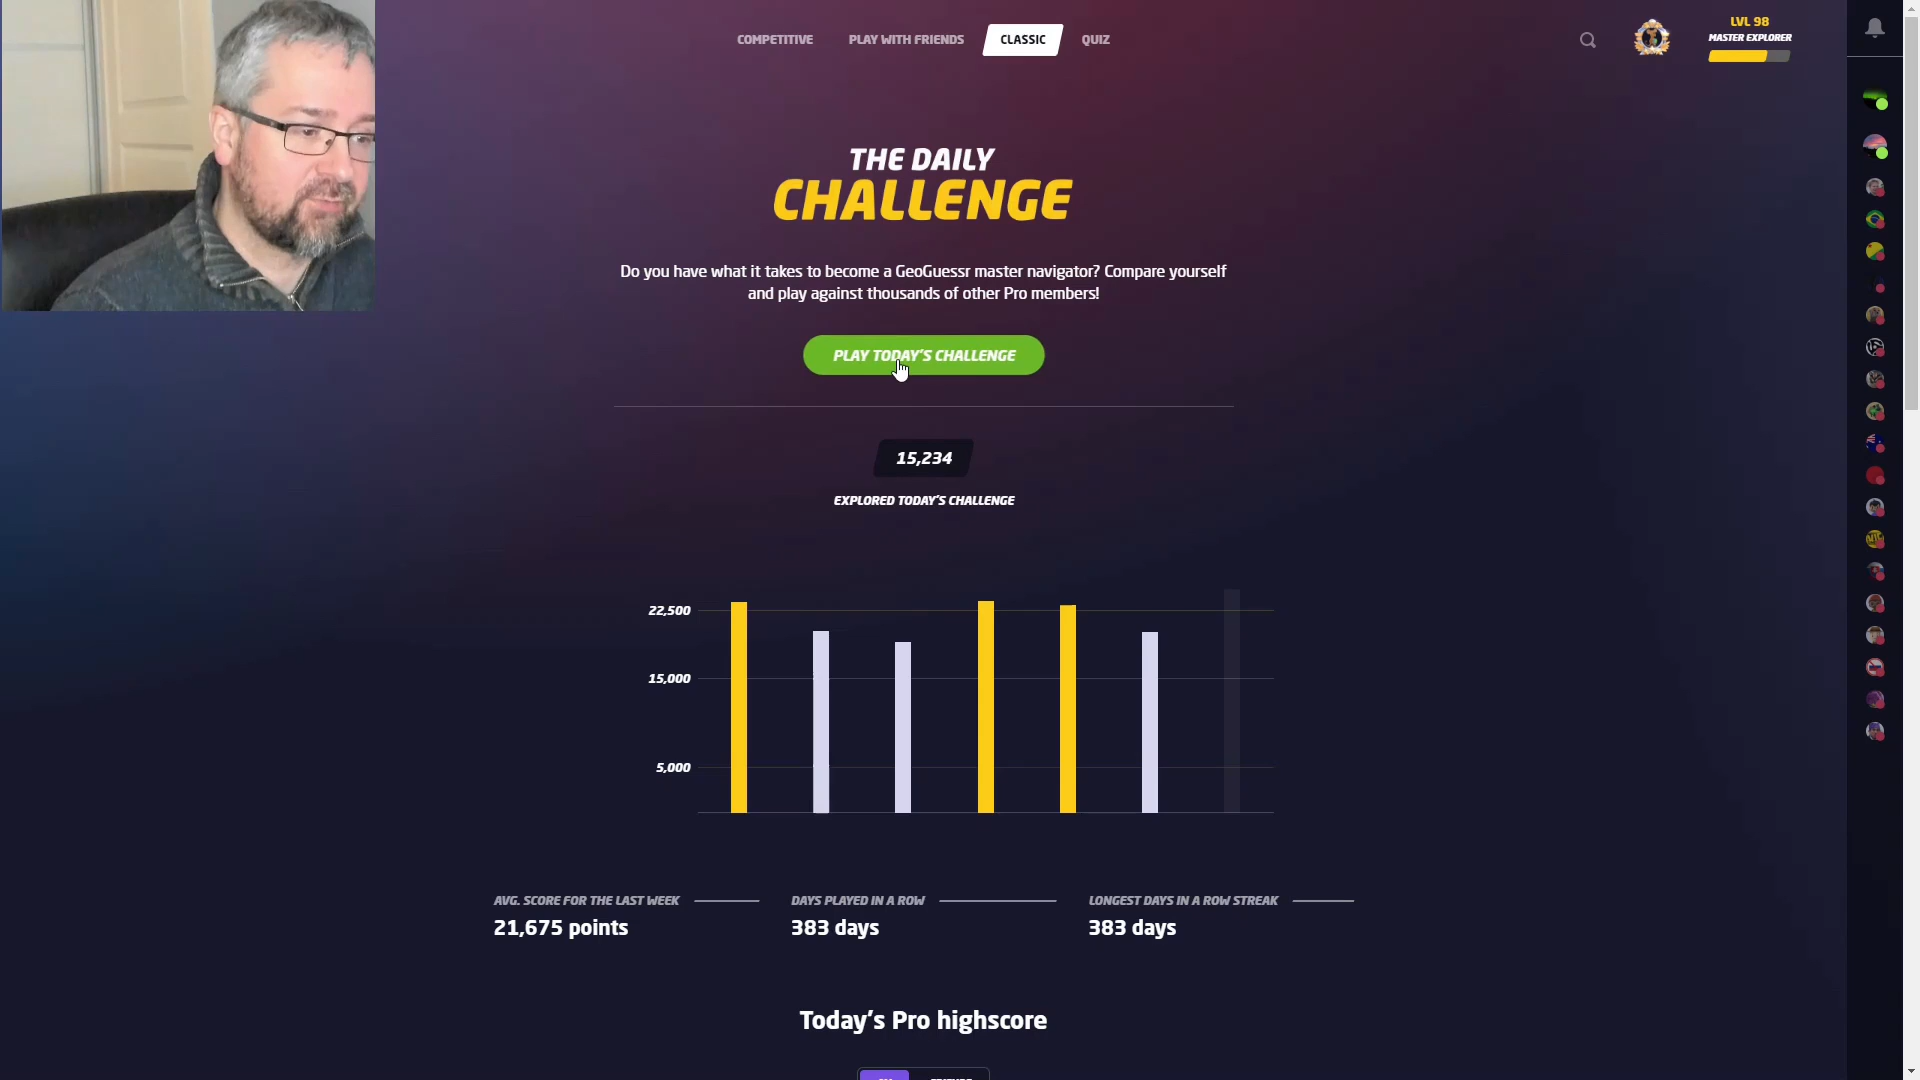 COMPETITIVE
PLAY WITH FRIENDS
CLASSIC
QUIZ
LVL 98
MASTER EXPLORER
THE DAILY
CHALLENGE
Do you have what it takes to become a GeoGuessr master navigator? Compare yourself
and play against thousands of other Pro members!
PLAY TODAY'S CHALLENGE
15,234
EXPLORED TODAY'S CHALLENGE
22,500
15,000
5,000
AVG. SCORE FOR THE LAST WEEK
21,675 points
DAYS PLAYED IN A ROW
383 days
LONGEST DAYS IN A ROW STREAK
383 days
Today's Pro highscore